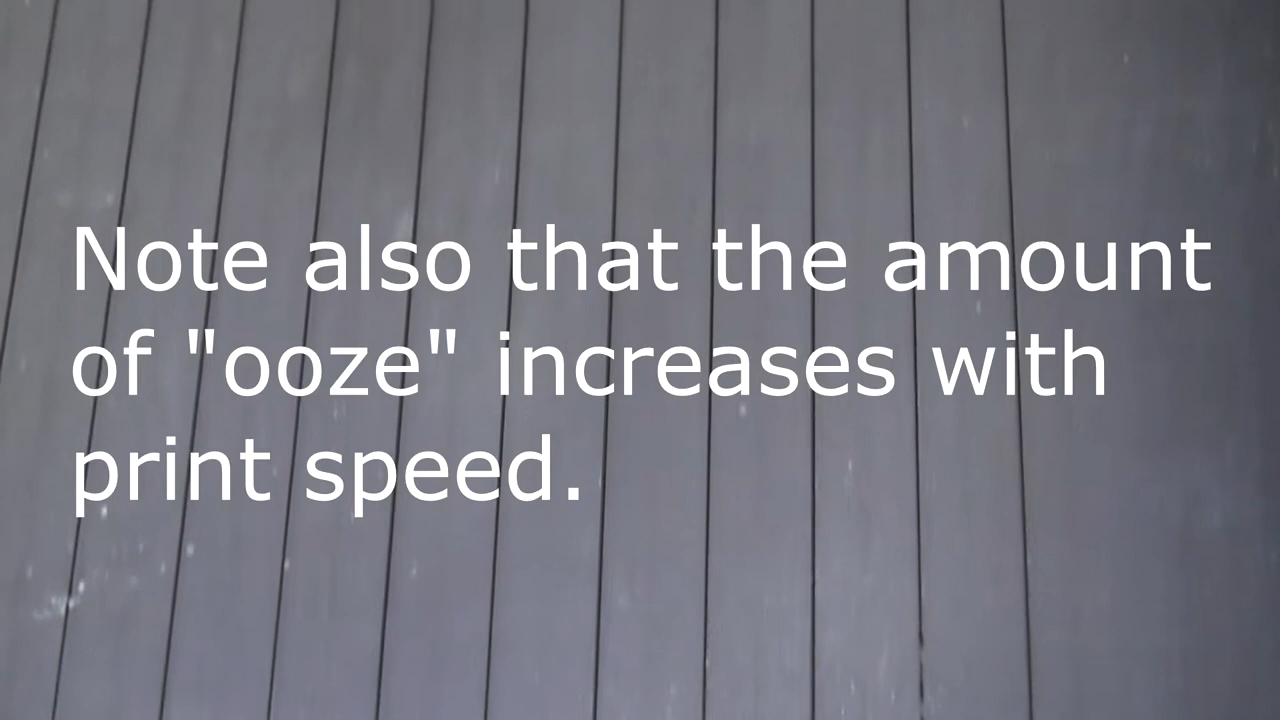 Note also that the amount
of "ooze" increases with
print speed.